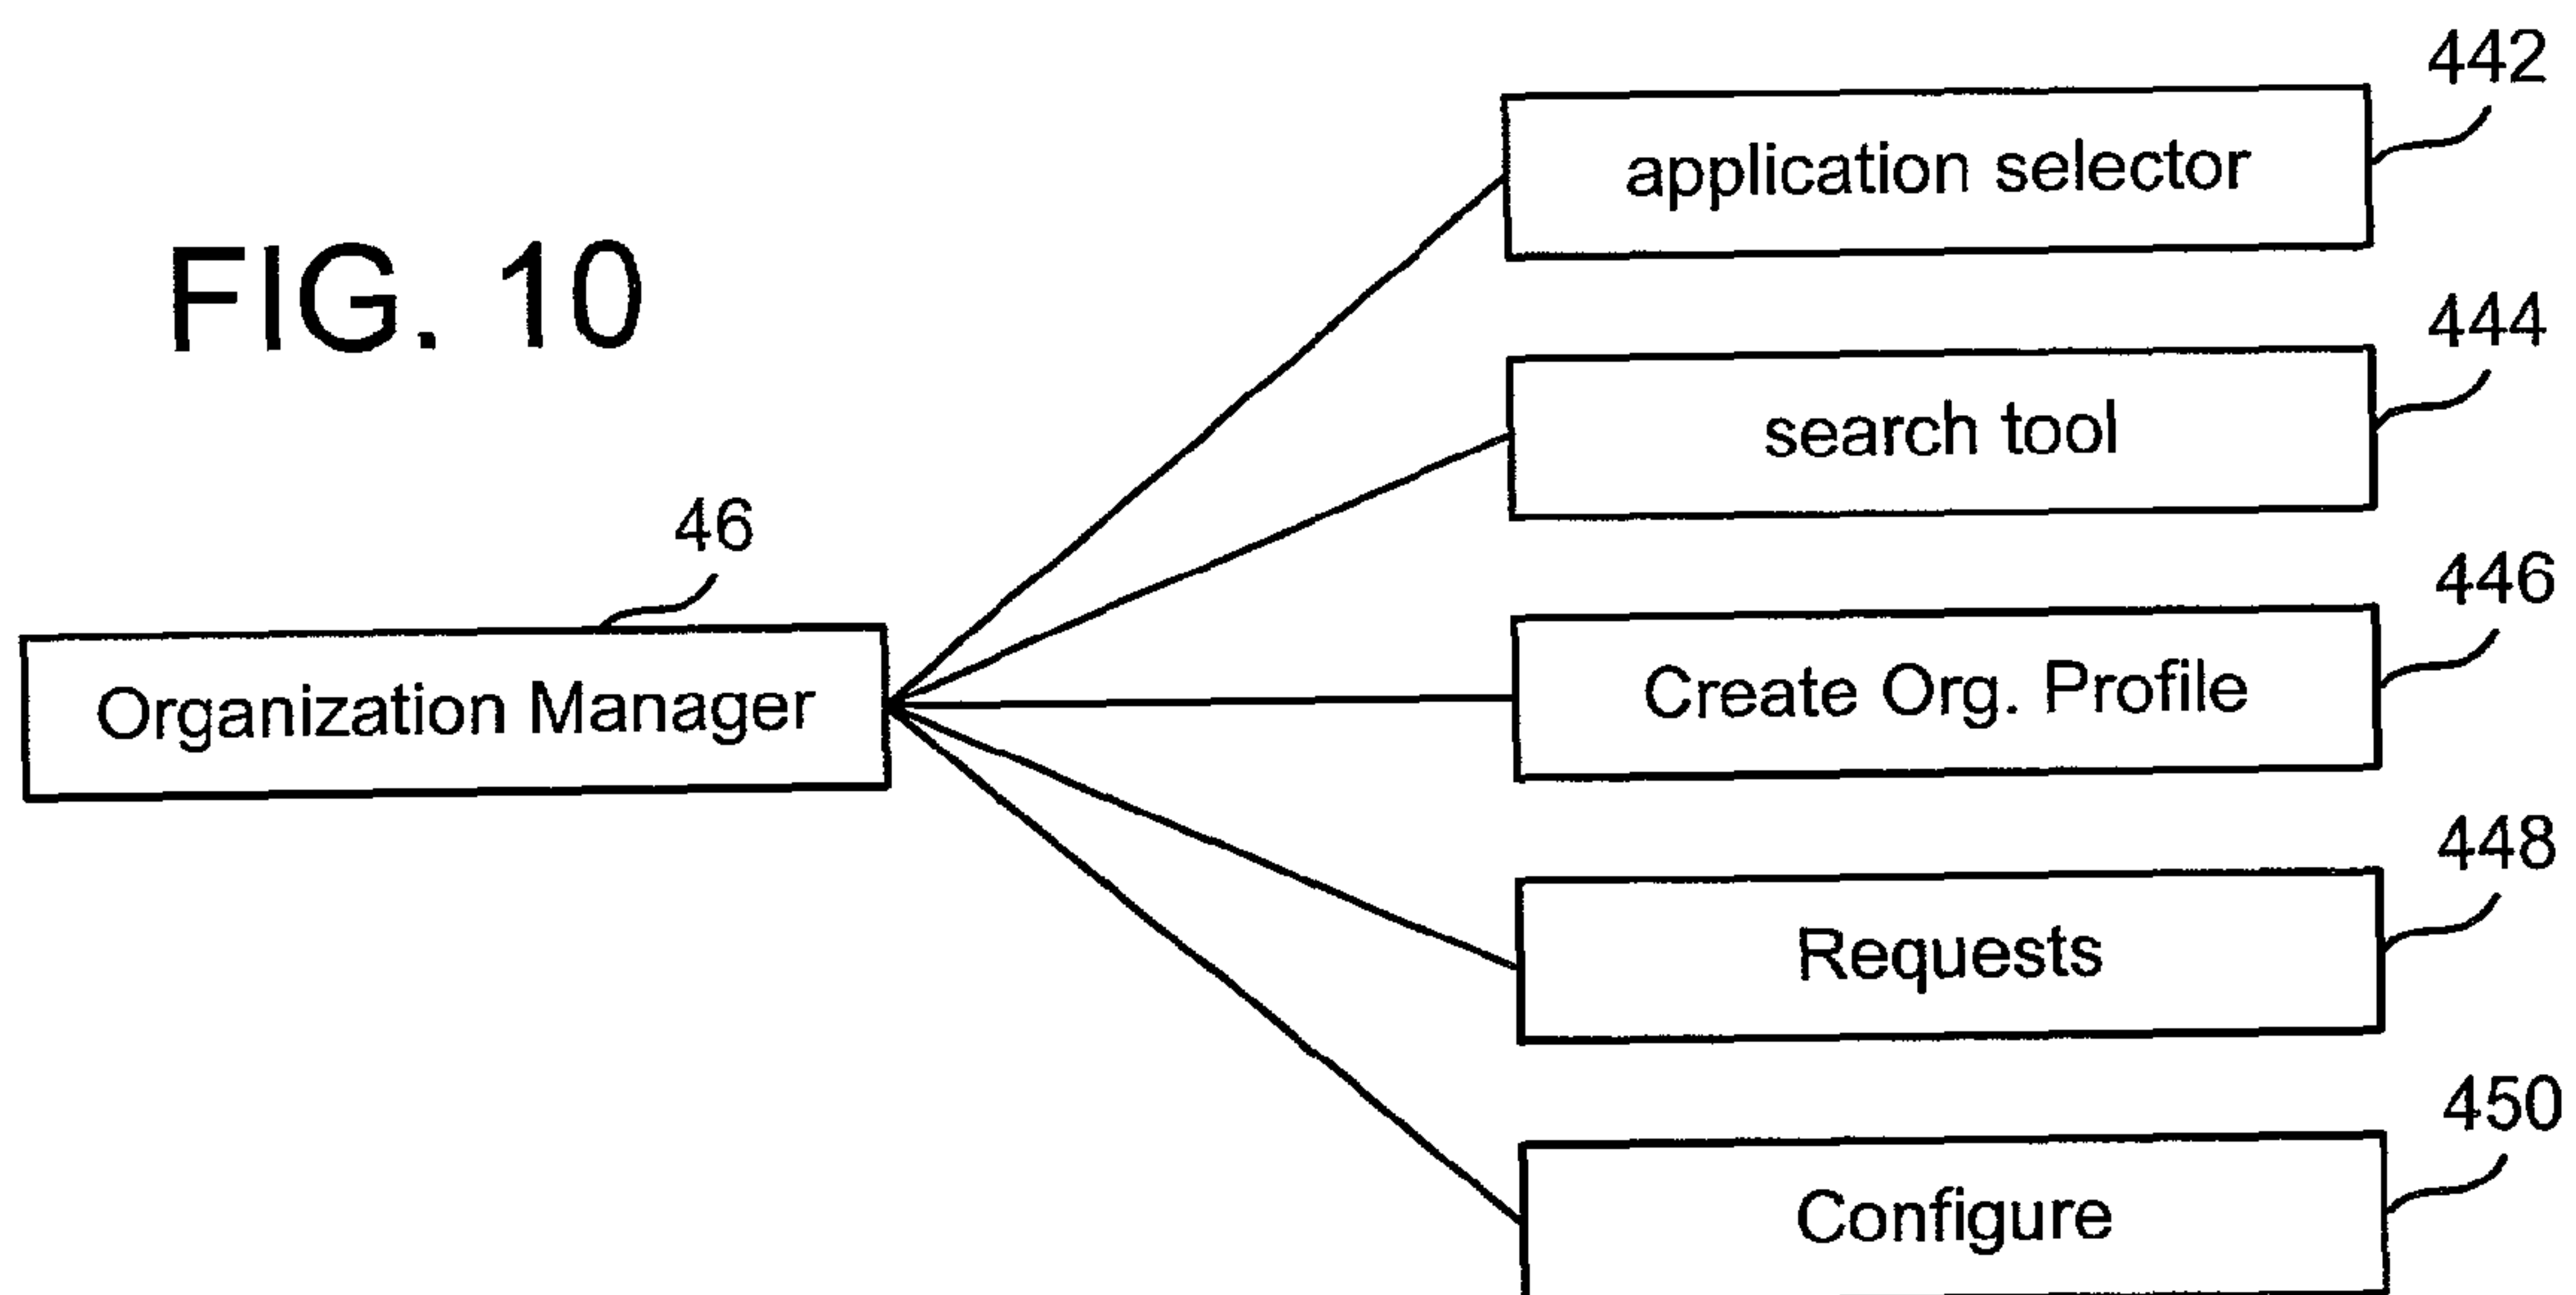 442
application selector
FIG. 10
444
search tool
46
446
Organization Manager
Create Org. Profile
448
Requests
450
Configure